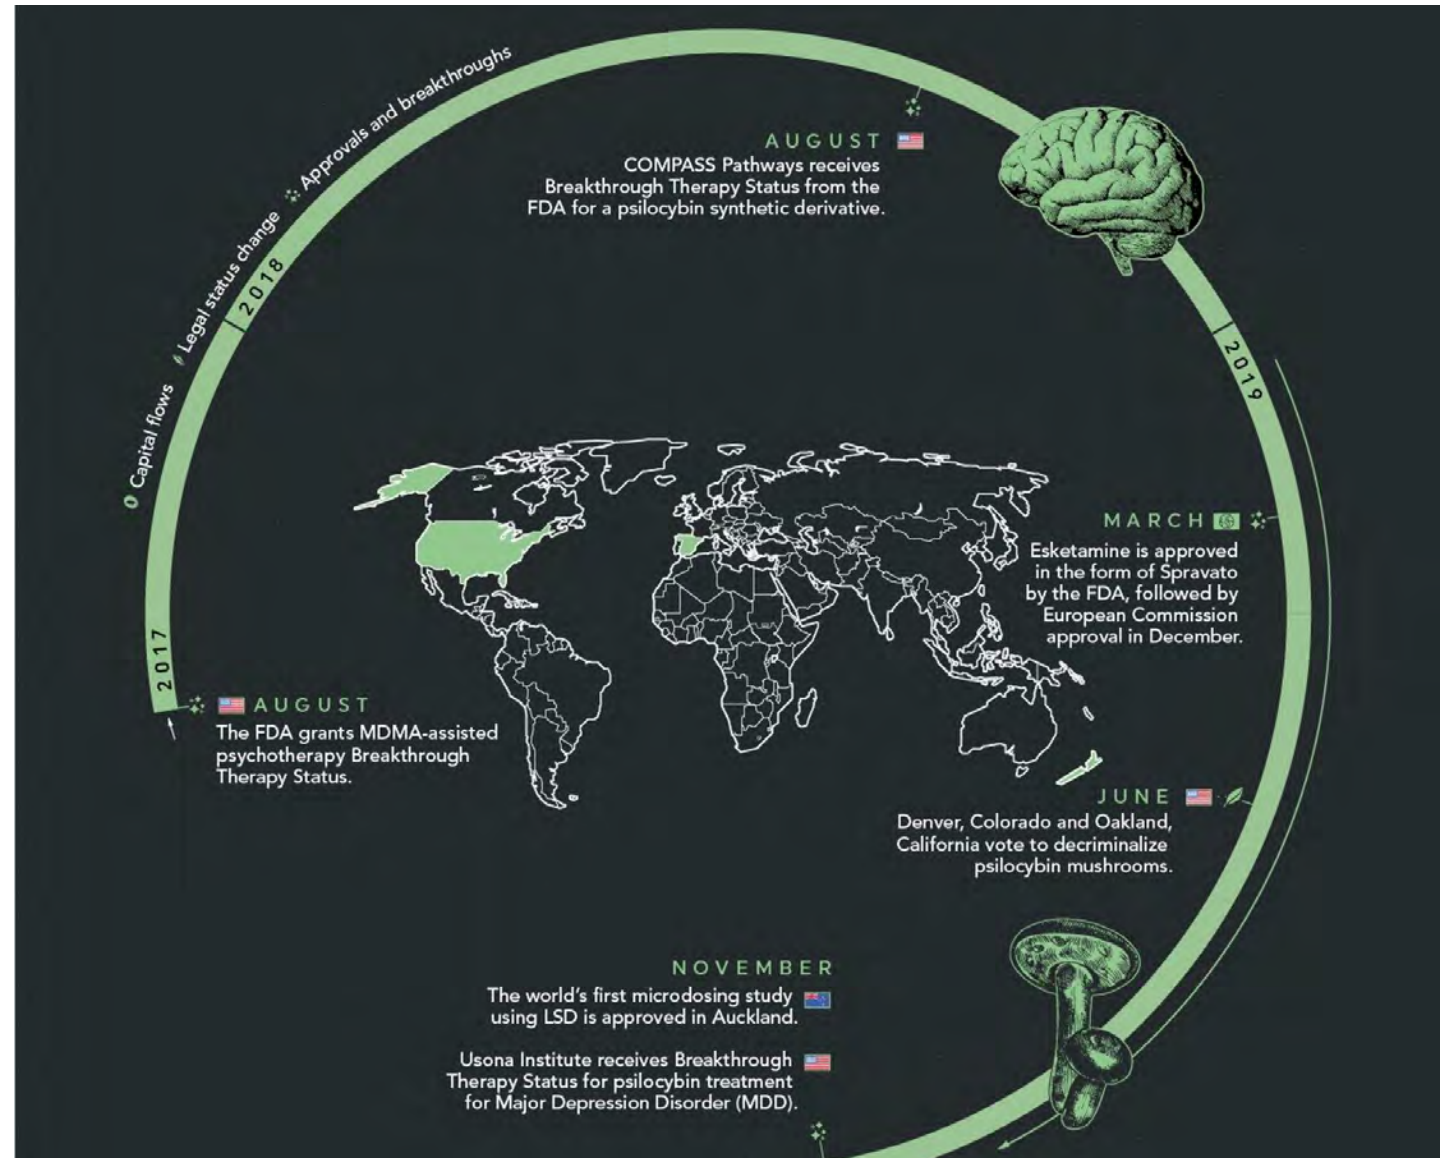 Approvals and breakthroughs
Legal status change
Capital flows
2017
AUGUST
The FDA grants MDMA-assisted
psychotherapy Breakthrough
Therapy Status.
2018
AUGUST
COMPASS Pathways receives
Breakthrough Therapy Status from the
FDA for a psilocybin synthetic derivative.
2019
MARCH
Esketamine is approved
in the form of Spravato
by the FDA, followed by
European Commission
approval in December.
JUNE
Denver, Colorado and Oakland,
California vote to decriminalize
psilocybin mushrooms.
NOVEMBER
The world's first microdosing study
using LSD is approved in Auckland.
Usona Institute receives Breakthrough
Therapy Status for psilocybin treatment
for Major Depression Disorder (MDD).